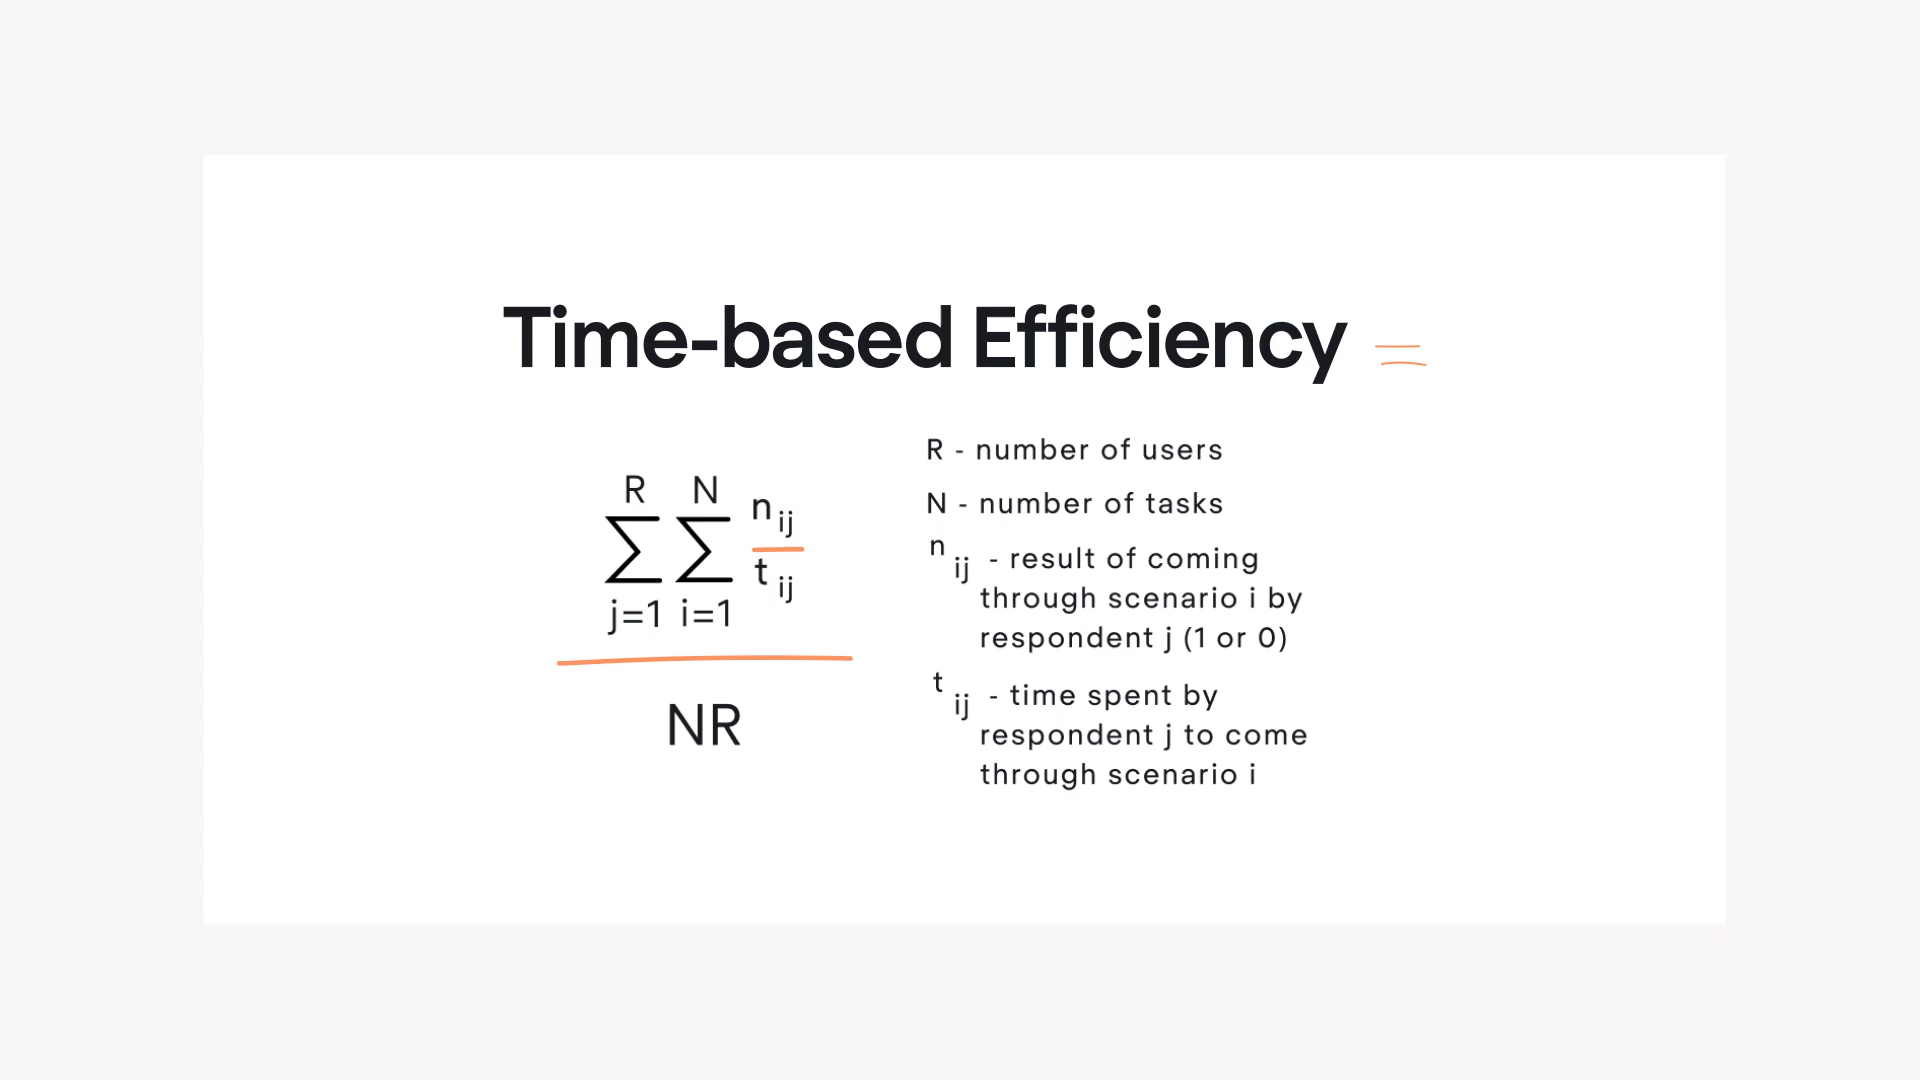 Time-based Efficiency =
R N n ij
∑ ∑
t ij
j=1 i=1
NR
R - number of users
N - number of tasks
n ij - result of coming
through scenario i by
respondent j (1 or 0)
t ij - time spent by
respondent j to come
through scenario i